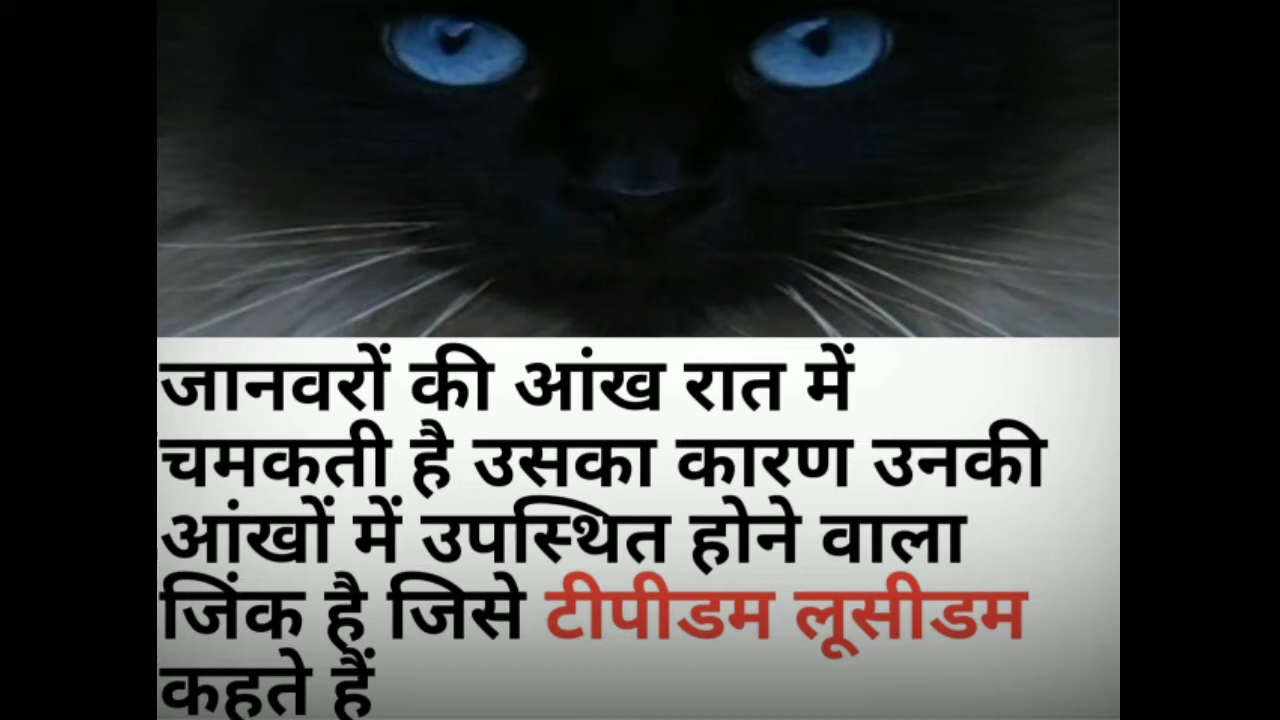 जानवरों की आंख रात में
चमकती है उसका कारण उनकी
आंखों में उपस्थित होने वाला
जिंक है जिसे टीपीडम लूसीडम
कहते हैं